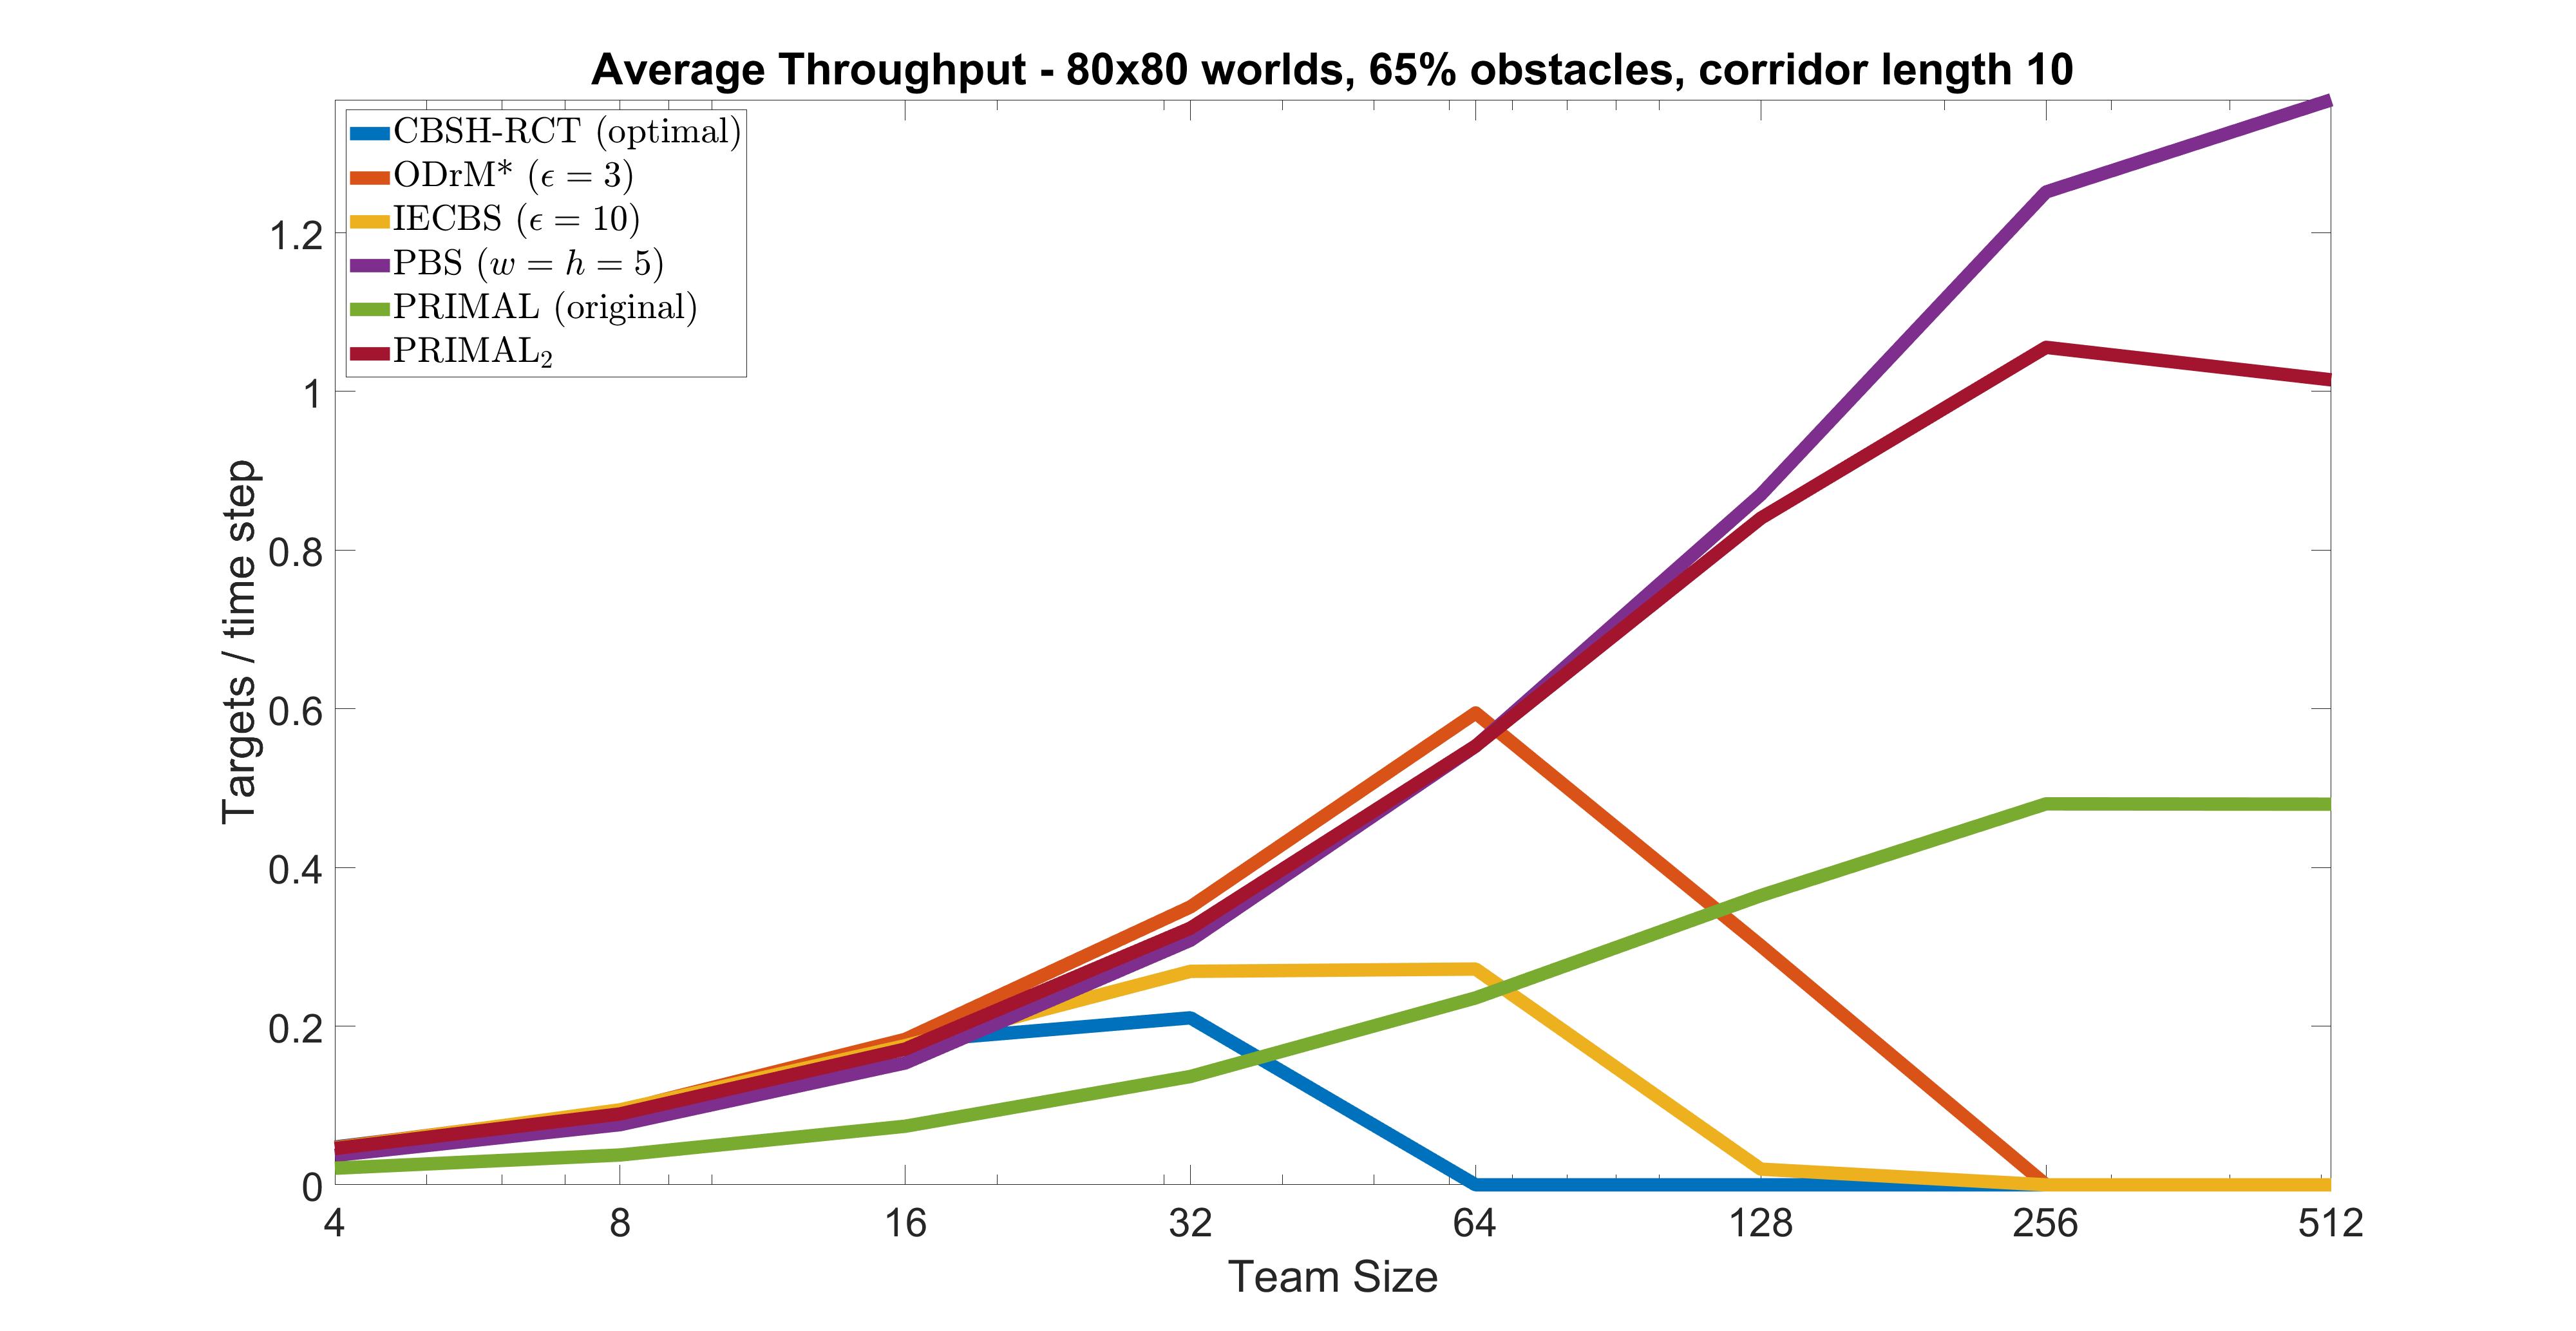 Average Throughput - 80x80 worlds, 65% obstacles, corridor length 10
CBSH-RCT (optimal)
ODrM* (ϵ = 3)
IECBS (ϵ = 10)
PBS (w = h = 5)
PRIMAL (original)
PRIMAL₂
Targets / time step
1.2
1
0.8
0.6
0.4
0.2
0
4 8 16 32 64 128 256 512
Team Size